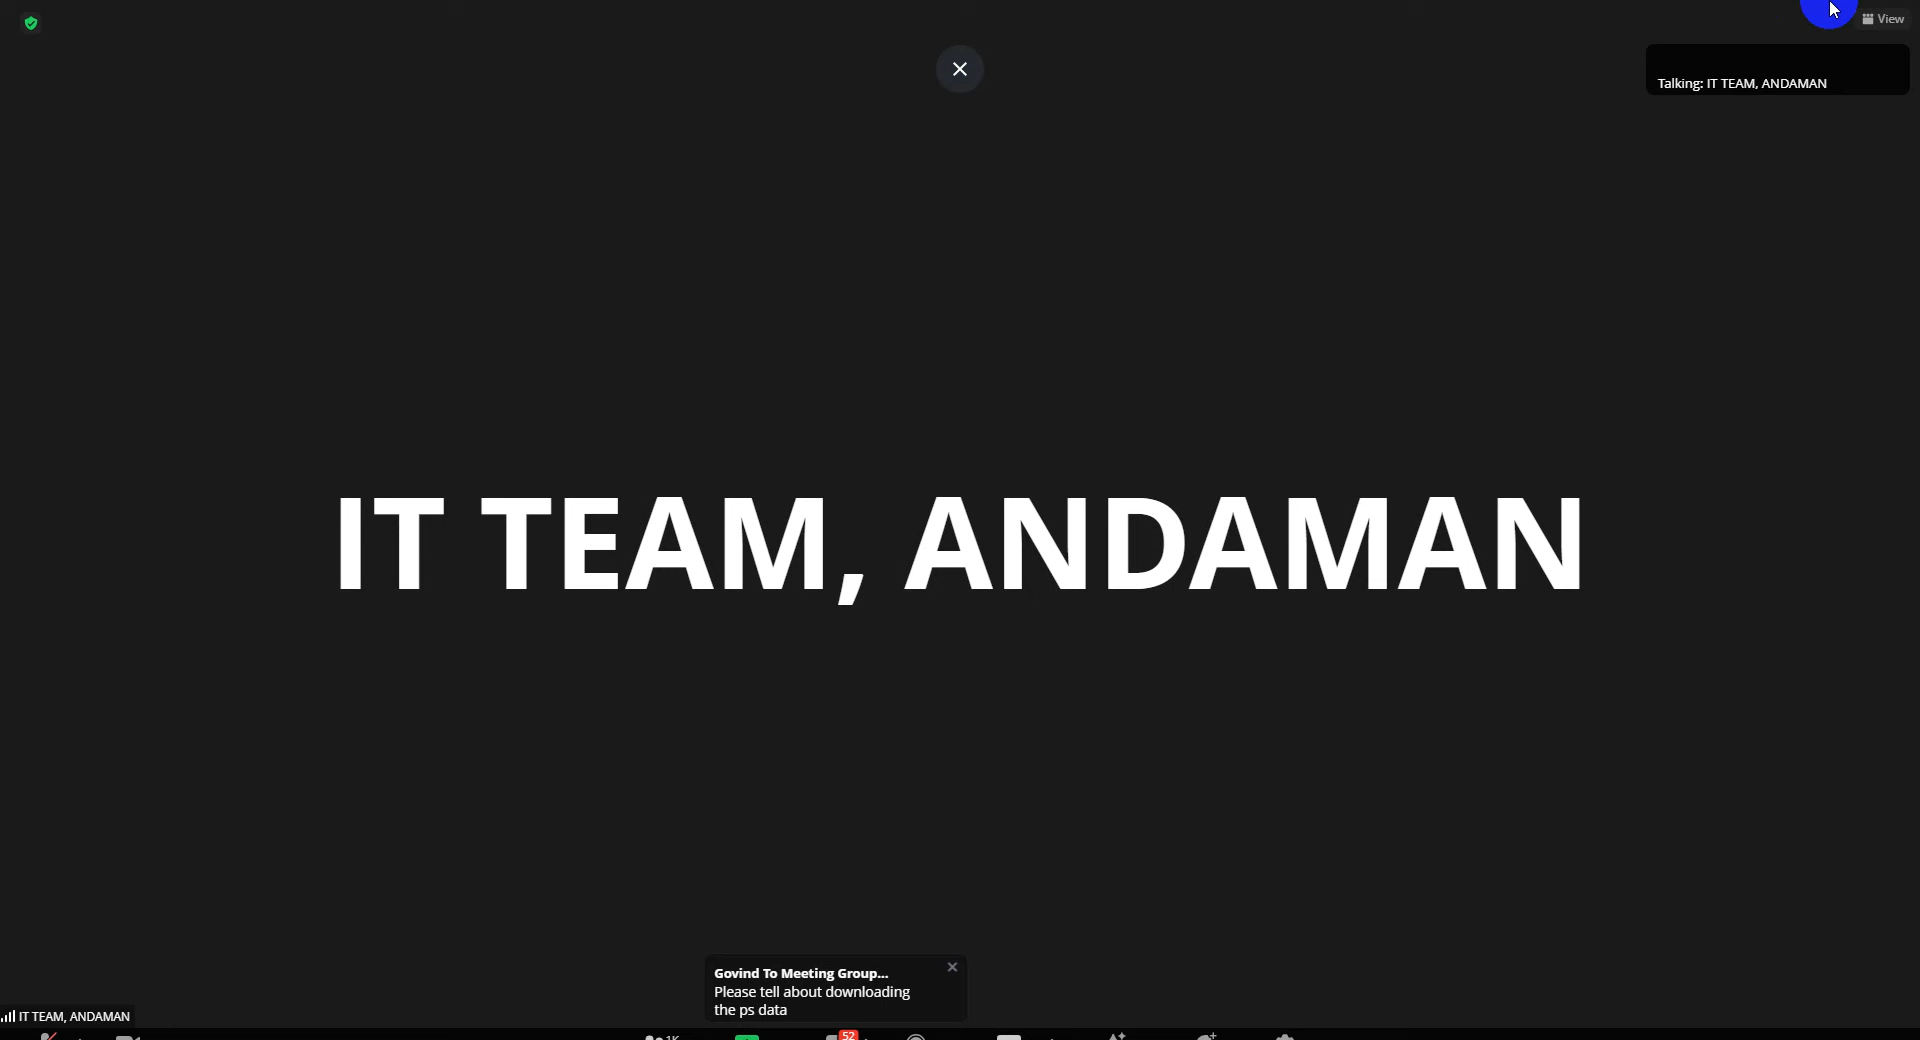 View
Talking: IT TEAM, ANDAMAN
IT TEAM, ANDAMAN
Govind To Meeting Group...
Please tell about downloading
the ps data
IT TEAM, ANDAMAN
1K
52